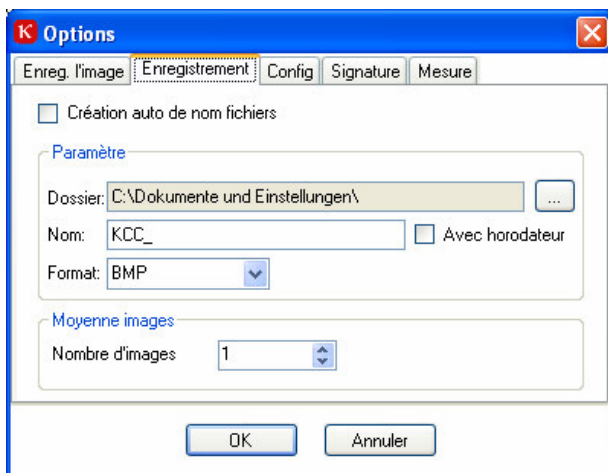 K Options
Enreg. l'image Enregistrement Config Signature Mesure
Création auto de nom fichiers
Paramètre
Dossier: C:\Dokumente und Einstellungen\ ...
Nom: KCC_ Avec horodateur
Format: BMP
Moyenne images
Nombre d'images 1
OK Annuler